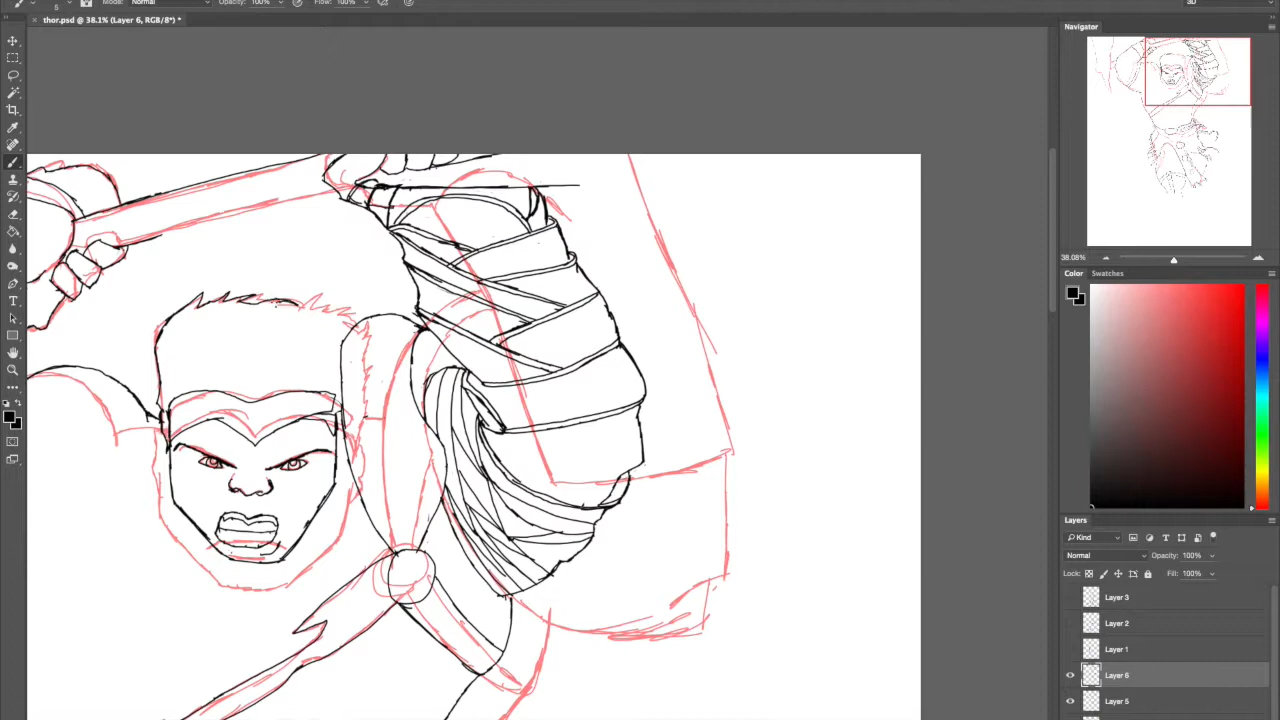 Mode: Normal Opacity: 100% Flow: 100% 3D
thor.psd @ 38.1% (Layer 6, RGB/8*) *
Navigator
38.08%
Color Swatches
Layers
Kind
Normal Opacity: 100%
Lock: Fill: 100%
Layer 3
Layer 2
Layer 1
Layer 6
Layer 5